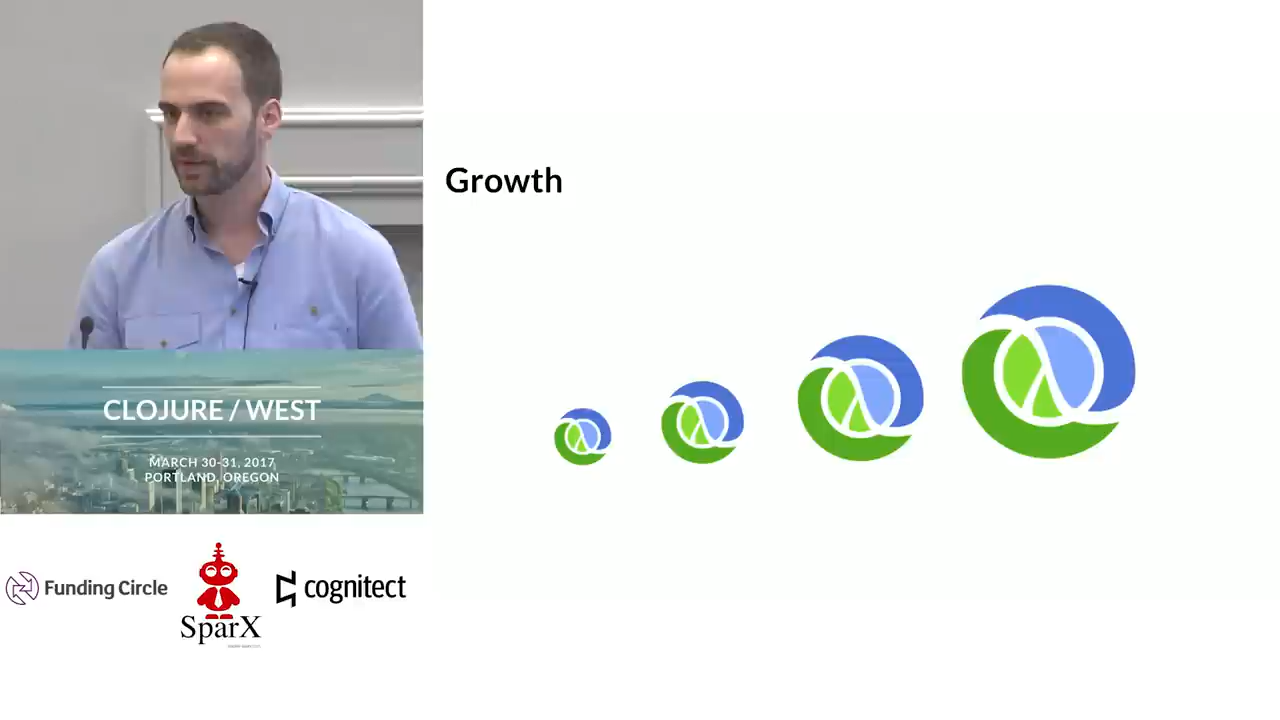 Growth
CLOJURE / WEST
MARCH 30-31, 2017
PORTLAND, OREGON
Funding Circle
SparX
cognitect